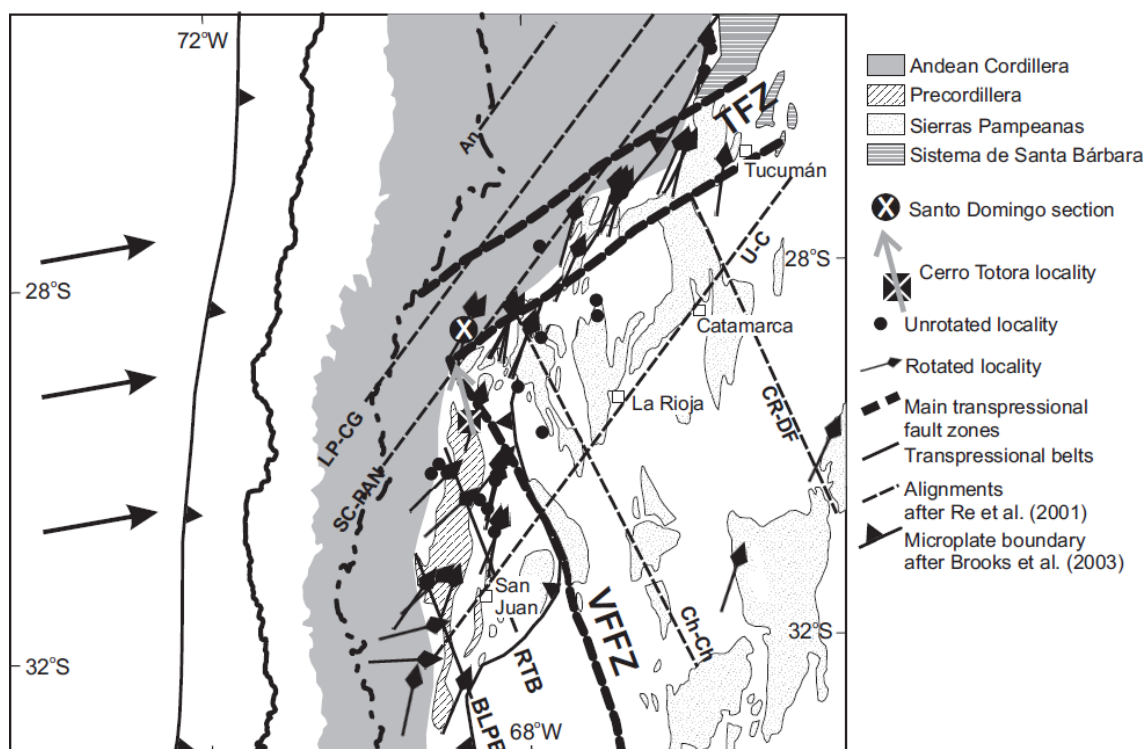 72°W
An
TFZ
Tucumán
U-C
28°S
28°S
X
Catamarca
La Rioja
CR-DF
LP-CG
SC-PAN
San
Juan
VFFZ
Ch-Ch
32°S
32°S
RTB
BLPB
68°W
Andean Cordillera
Precordillera
Sierras Pampeanas
Sistema de Santa Bárbara
X
Santo Domingo section
Cerro Totora locality
Unrotated locality
Rotated locality
Main transpressional
fault zones
Transpressional belts
Alignments
after Re et al. (2001)
Microplate boundary
after Brooks et al. (2003)